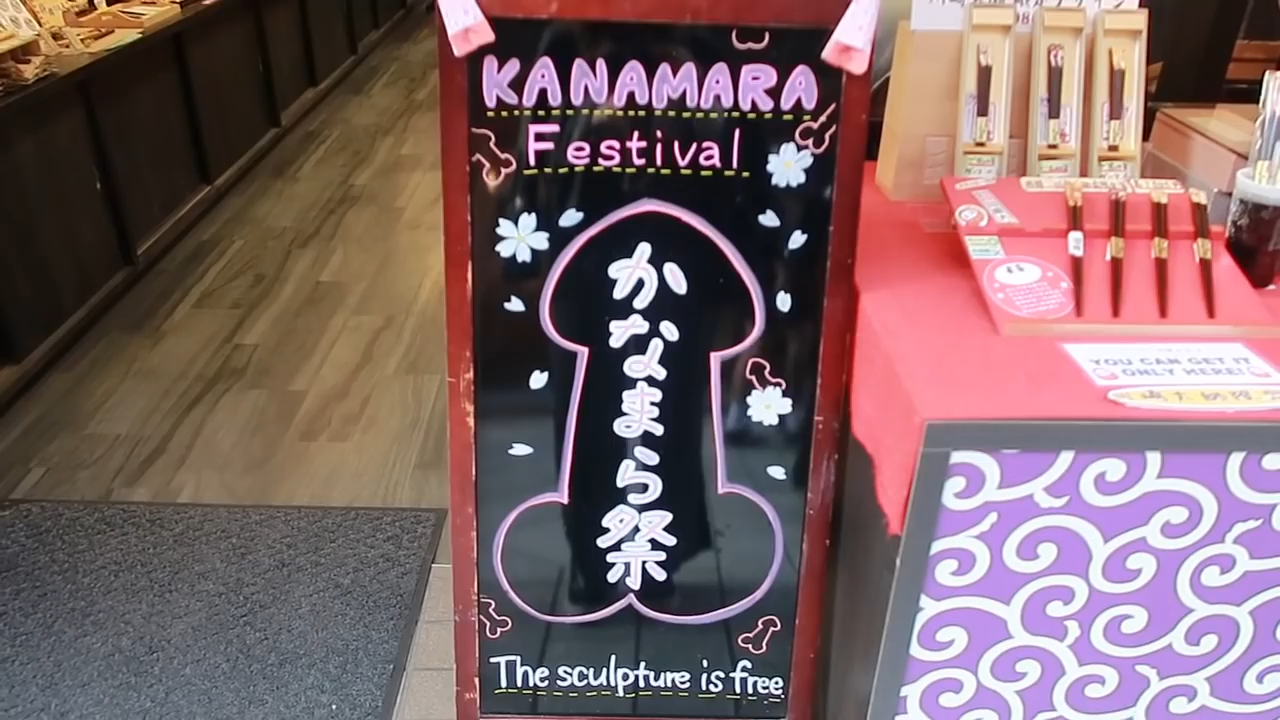 KANAMARA
Festival
かなまら祭
The sculpture is free
YOU CAN GET IT
ONLY HERE!